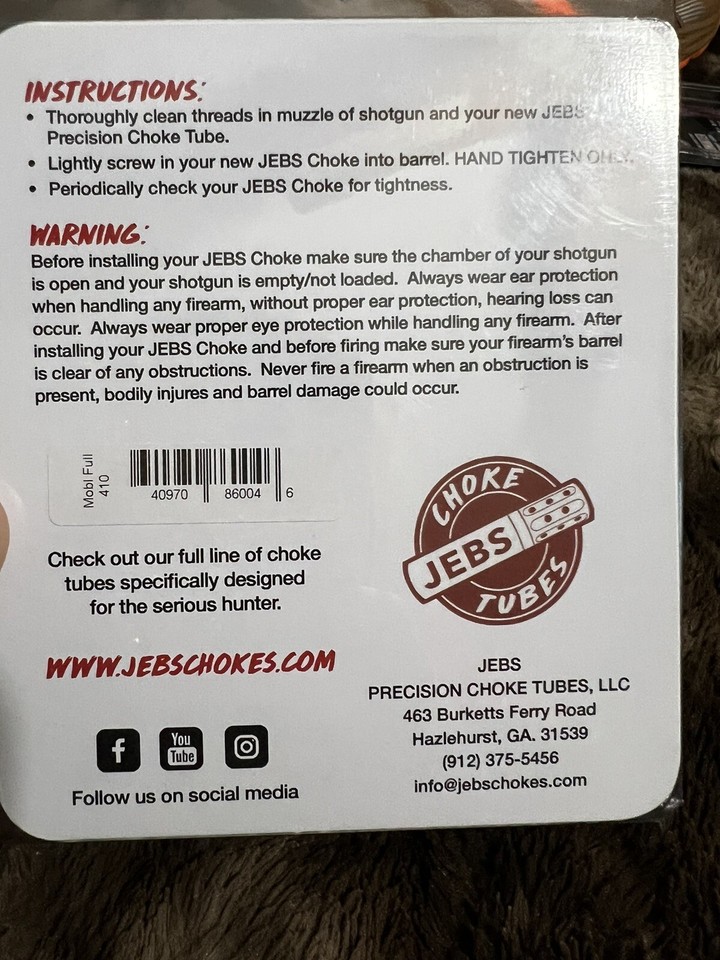 INSTRUCTIONS:
• Thoroughly clean threads in muzzle of shotgun and your new JEBS
Precision Choke Tube.
• Lightly screw in your new JEBS Choke into barrel. HAND TIGHTEN ONLY.
• Periodically check your JEBS Choke for tightness.
WARNING:
Before installing your JEBS Choke make sure the chamber of your shotgun
is open and your shotgun is empty/not loaded. Always wear ear protection
when handling any firearm, without proper ear protection, hearing loss can
occur. Always wear proper eye protection while handling any firearm. After
installing your JEBS Choke and before firing make sure your firearm's barrel
is clear of any obstructions. Never fire a firearm when an obstruction is
present, bodily injures and barrel damage could occur.
Mobl Full
410
40970 86004 6
CHOKE
JEBS
TUBES
Check out our full line of choke
tubes specifically designed
for the serious hunter.
WWW.JEBSCHOKES.COM
f
You
Tube
Follow us on social media
JEBS
PRECISION CHOKE TUBES, LLC
463 Burketts Ferry Road
Hazlehurst, GA. 31539
(912) 375-5456
info@jebschokes.com